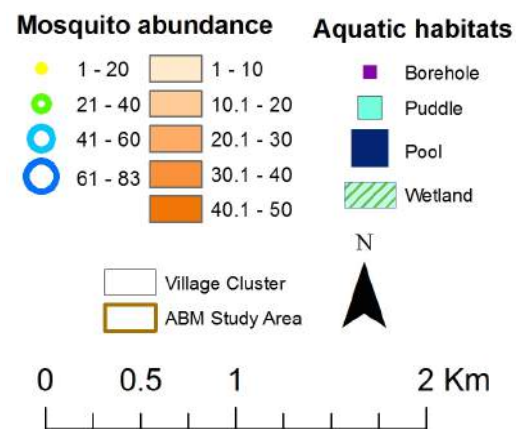 Mosquito abundance
1 - 20
21 - 40
41 - 60
61 - 83
1 - 10
10.1 - 20
20.1 - 30
30.1 - 40
40.1 - 50
Aquatic habitats
Borehole
Puddle
Pool
Wetland
Village Cluster
ABM Study Area
N
0 0.5 1 2 Km